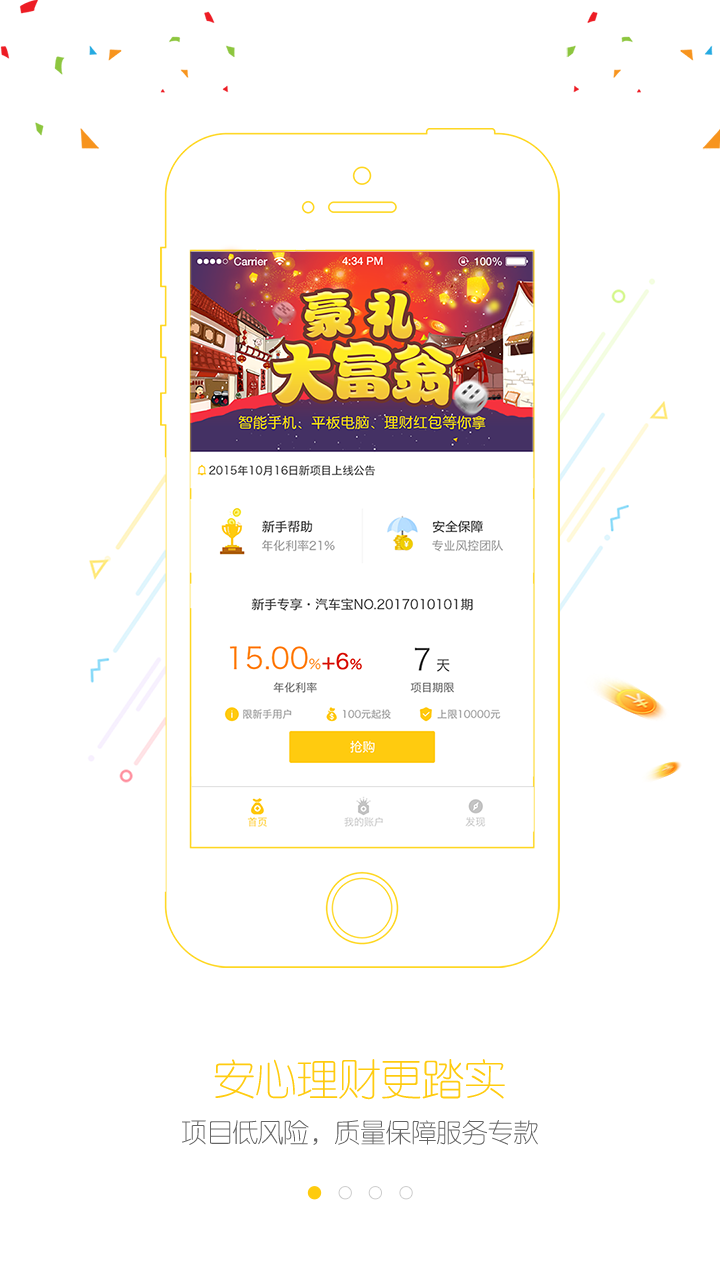 Carrier 4:34 PM 100%
豪礼
大富翁
智能手机、平板电脑、理财红包等你拿
2015年10月16日新项目上线公告
新手帮助 安全保障
年化利率21% 专业风控团队
新手专享·汽车宝NO.2017010101期
15.00%+6% 7 天
年化利率 项目期限
限新手用户 100元起投 上限10000元
抢购
首页 我的账户 发现
安心理财更踏实
项目低风险，质量保障服务专款